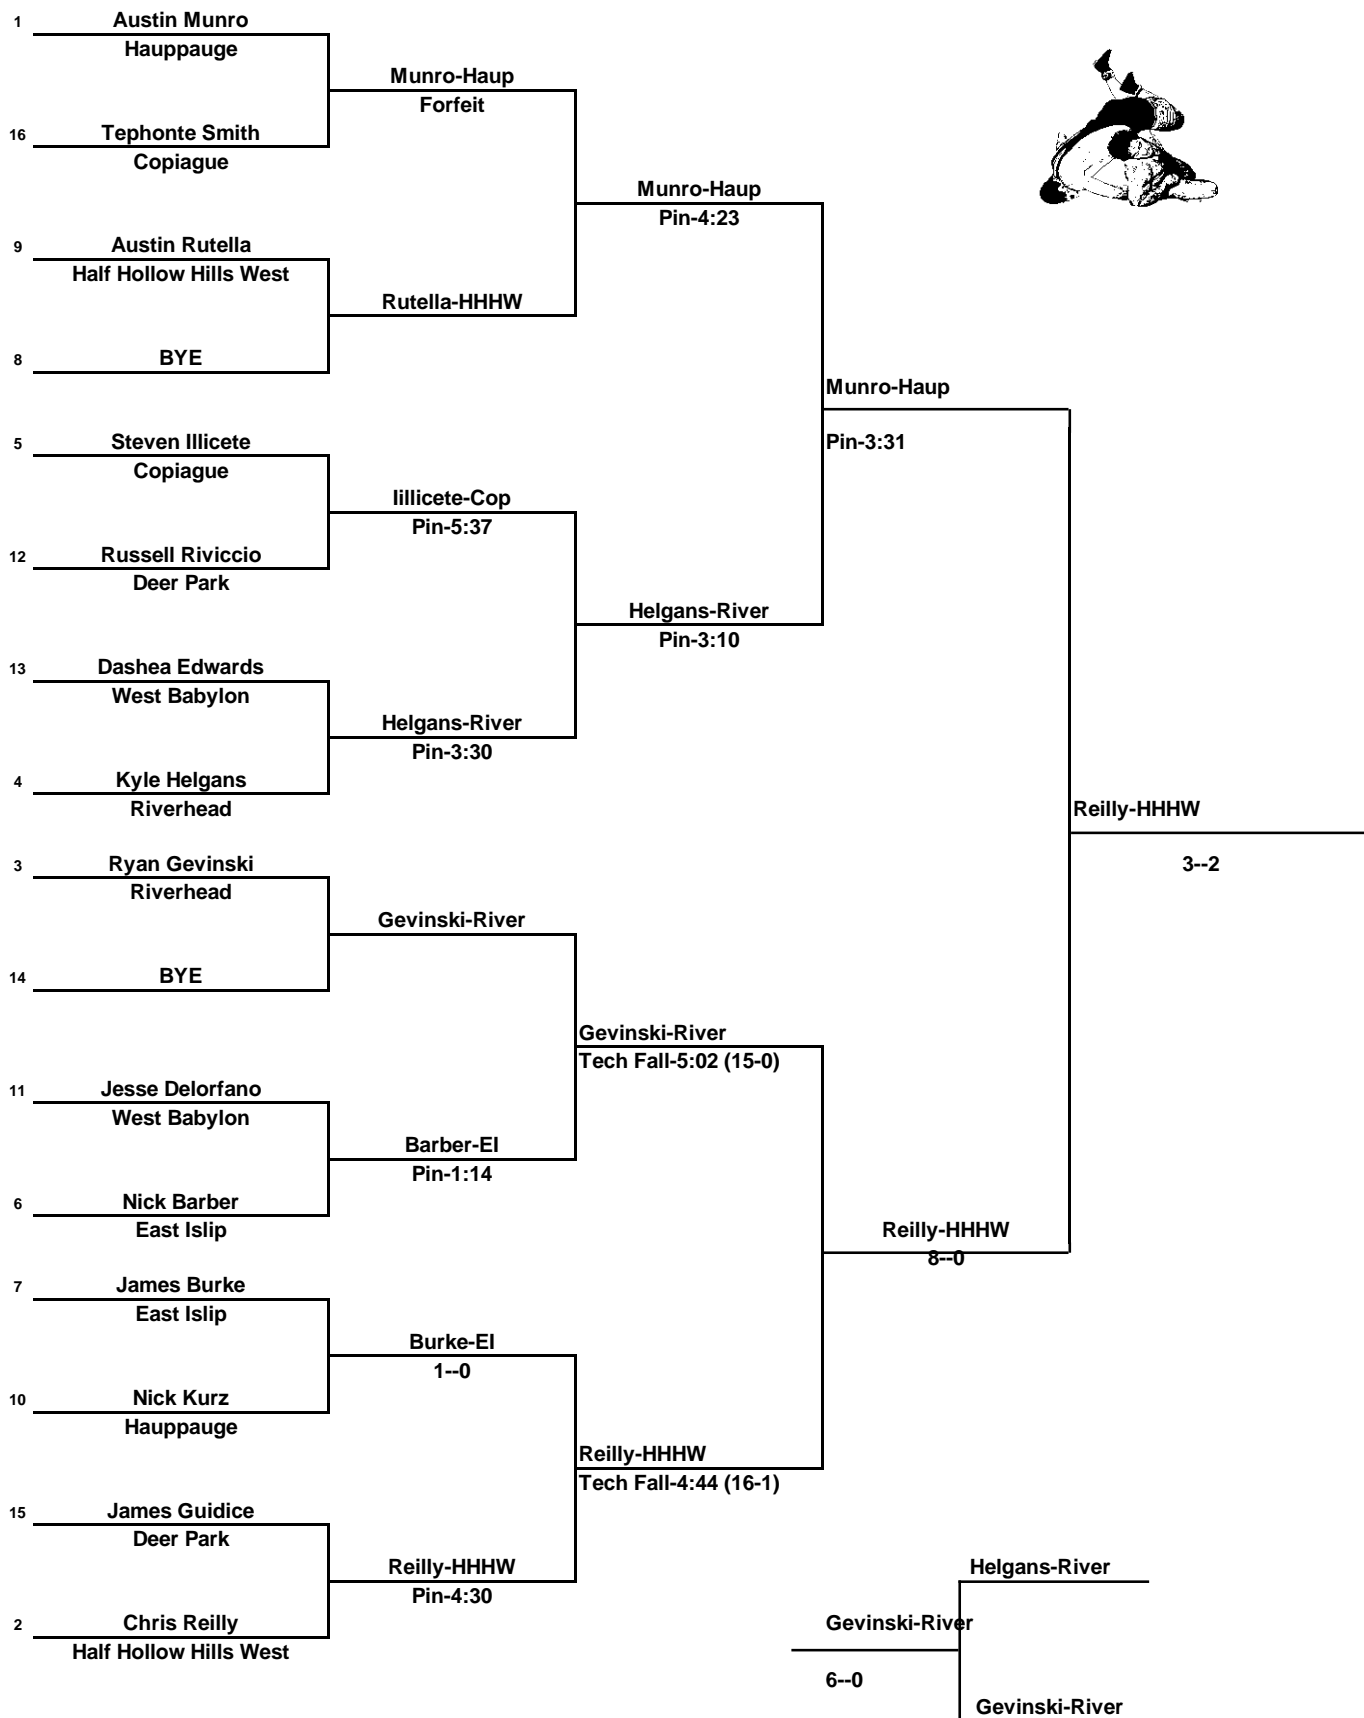 1
Austin Munro
Hauppauge
Munro-Haup
Forfeit
16
Tephonte Smith
Copiague
Munro-Haup
Pin-4:23
9
Austin Rutella
Half Hollow Hills West
Rutella-HHHW
8
BYE
Munro-Haup
Pin-3:31
5
Steven Illicete
Copiague
Iillicete-Cop
Pin-5:37
12
Russell Riviccio
Deer Park
Helgans-River
Pin-3:10
13
Dashea Edwards
West Babylon
Helgans-River
Pin-3:30
4
Kyle Helgans
Riverhead
Reilly-HHHW
3--2
3
Ryan Gevinski
Riverhead
Gevinski-River
14
BYE
Gevinski-River
Tech Fall-5:02 (15-0)
11
Jesse Delorfano
West Babylon
Barber-EI
Pin-1:14
6
Nick Barber
East Islip
Reilly-HHHW
8--0
7
James Burke
East Islip
Burke-EI
1--0
10
Nick Kurz
Hauppauge
Reilly-HHHW
Tech Fall-4:44 (16-1)
15
James Guidice
Deer Park
Reilly-HHHW
Pin-4:30
2
Chris Reilly
Half Hollow Hills West
Helgans-River
Gevinski-River
6--0
Gevinski-River